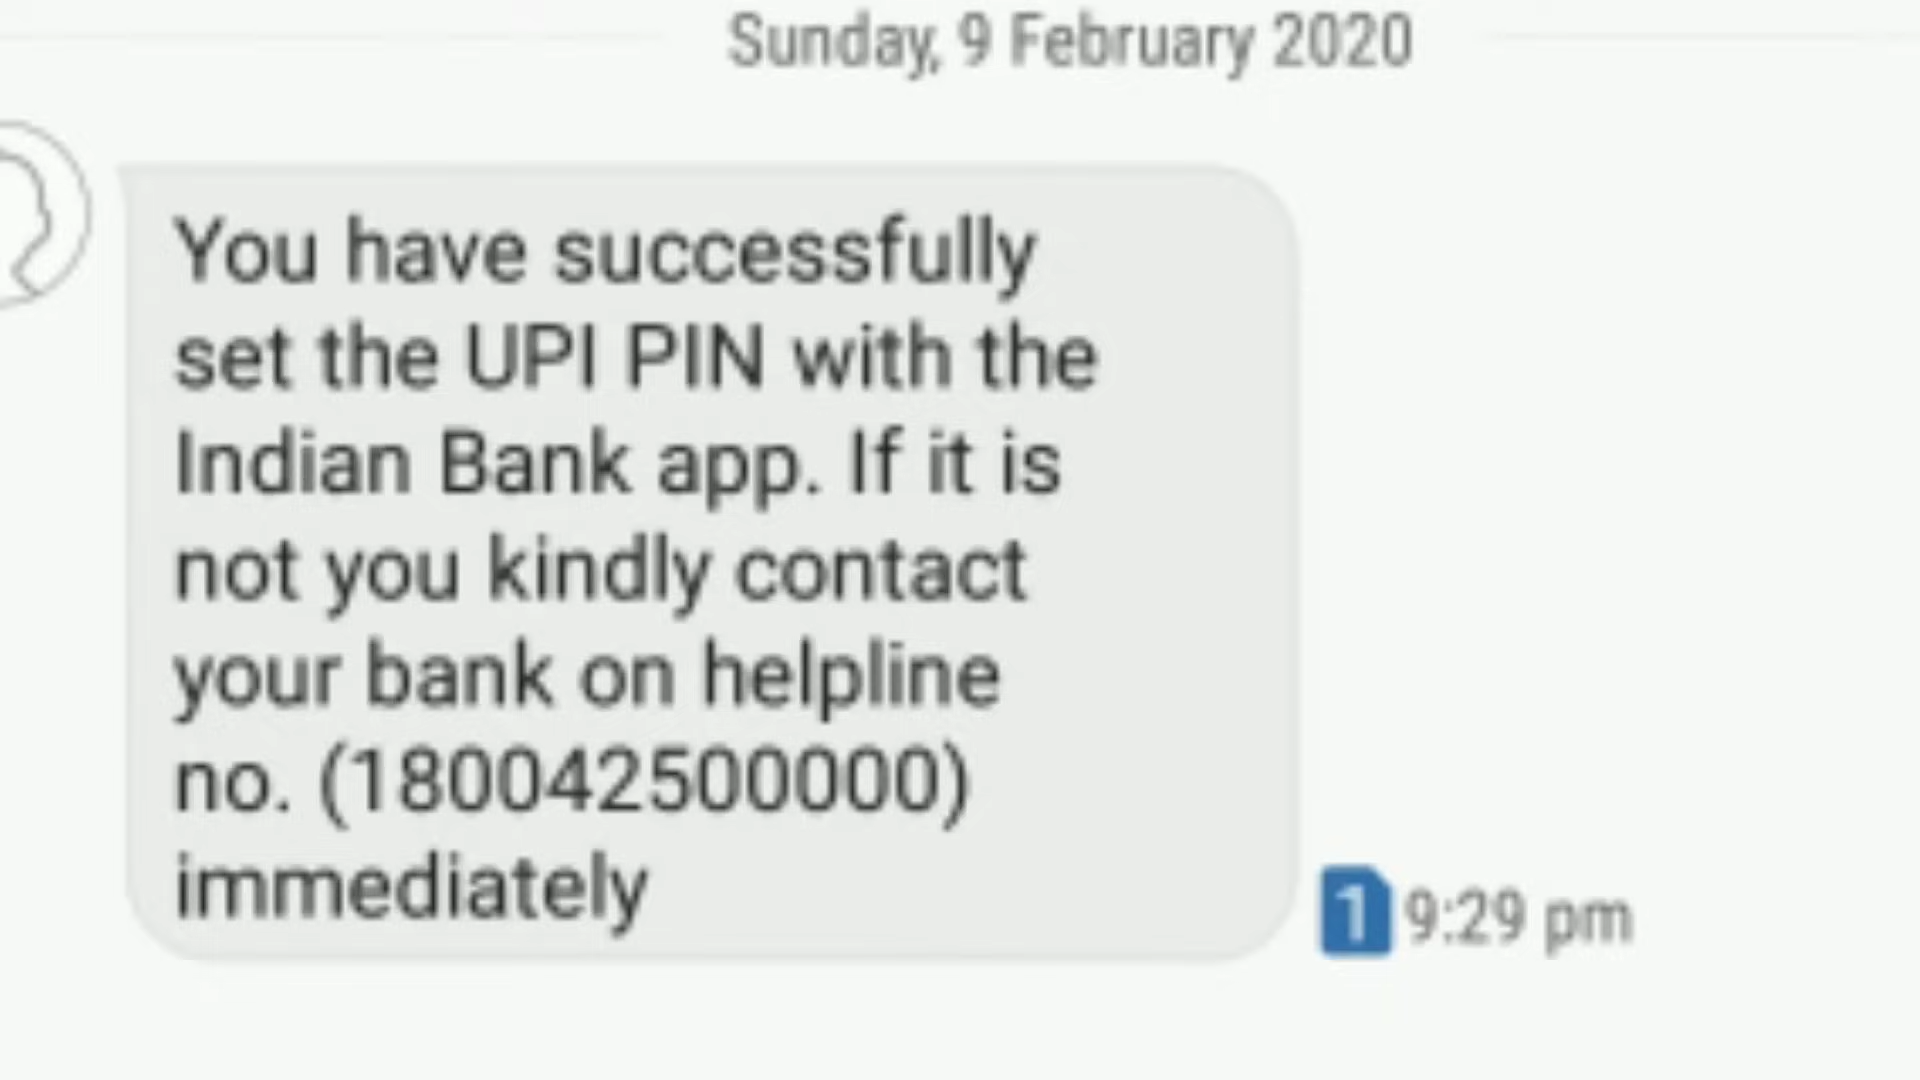 Sunday, 9 February 2020
You have successfully
set the UPI PIN with the
Indian Bank app. If it is
not you kindly contact
your bank on helpline
no. (180042500000)
immediately
1 9:29 pm